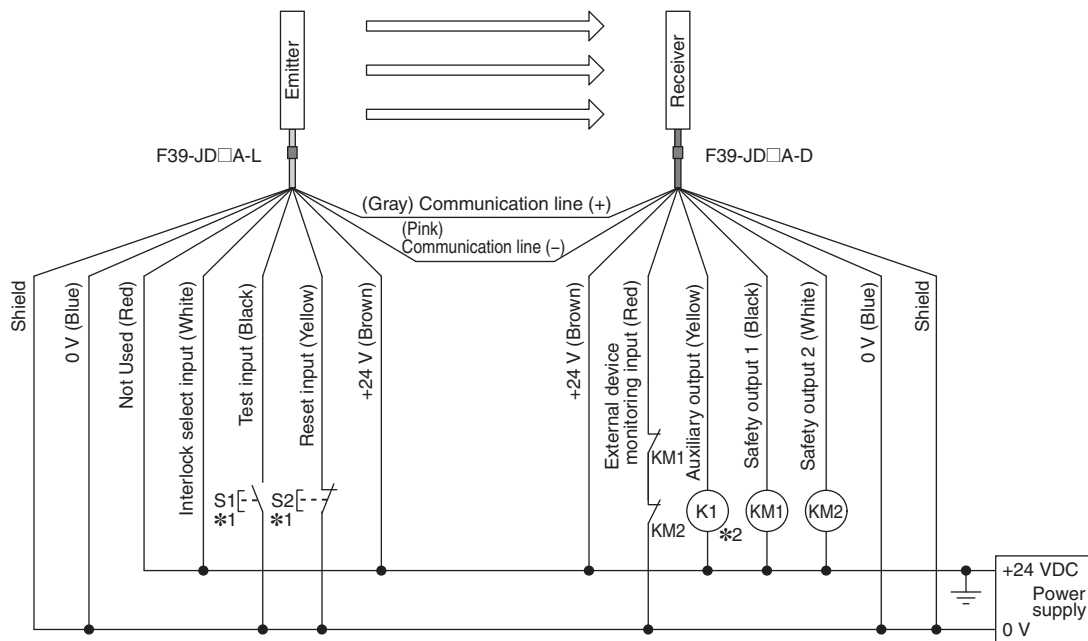 Emitter
Receiver
F39-JD□A-L
F39-JD□A-D
(Gray) Communication line (+)
(Pink)
Communication line (−)
Shield
0 V (Blue)
Not Used (Red)
Interlock select input (White)
Test input (Black)
Reset input (Yellow)
+24 V (Brown)
+24 V (Brown)
External device
monitoring input (Red)
Auxiliary output (Yellow)
Safety output 1 (Black)
Safety output 2 (White)
0 V (Blue)
Shield
S1
*1
S2
*1
KM1
KM2
K1
*2
KM1
KM2
+24 VDC
Power
supply
0 V